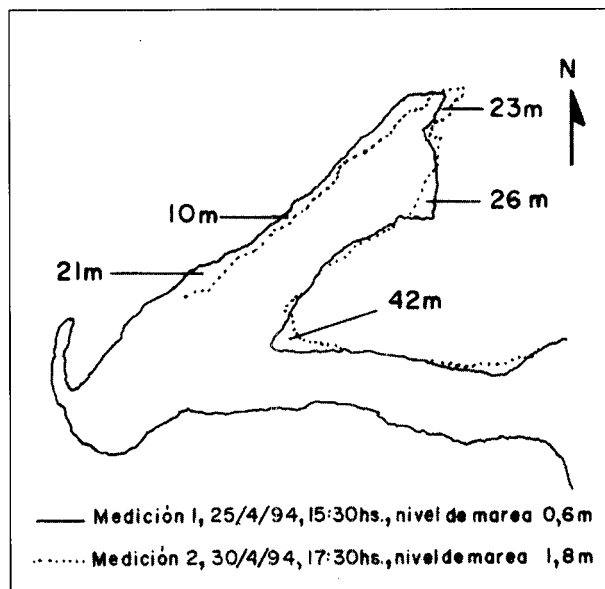 N
23m
10m
26 m
21m
42m
Medición 1, 25/4/94, 15:30hs., nivel de marea 0,6m
Medición 2, 30/4/94, 17:30hs., nivel de marea 1,8m